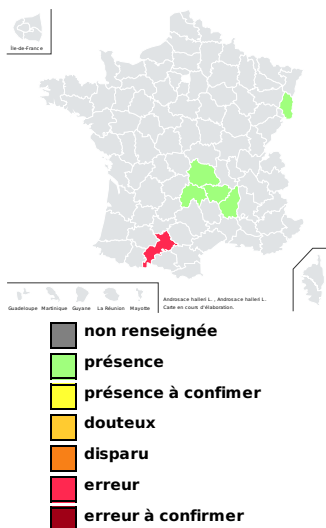 Île-de-France
Guadeloupe Martinique Guyane La Réunion Mayotte
Androsace halleri L. , Androsace halleri L.
Carte en cours d'élaboration.
non renseignée
présence
présence à confimer
douteux
disparu
erreur
erreur à confirmer